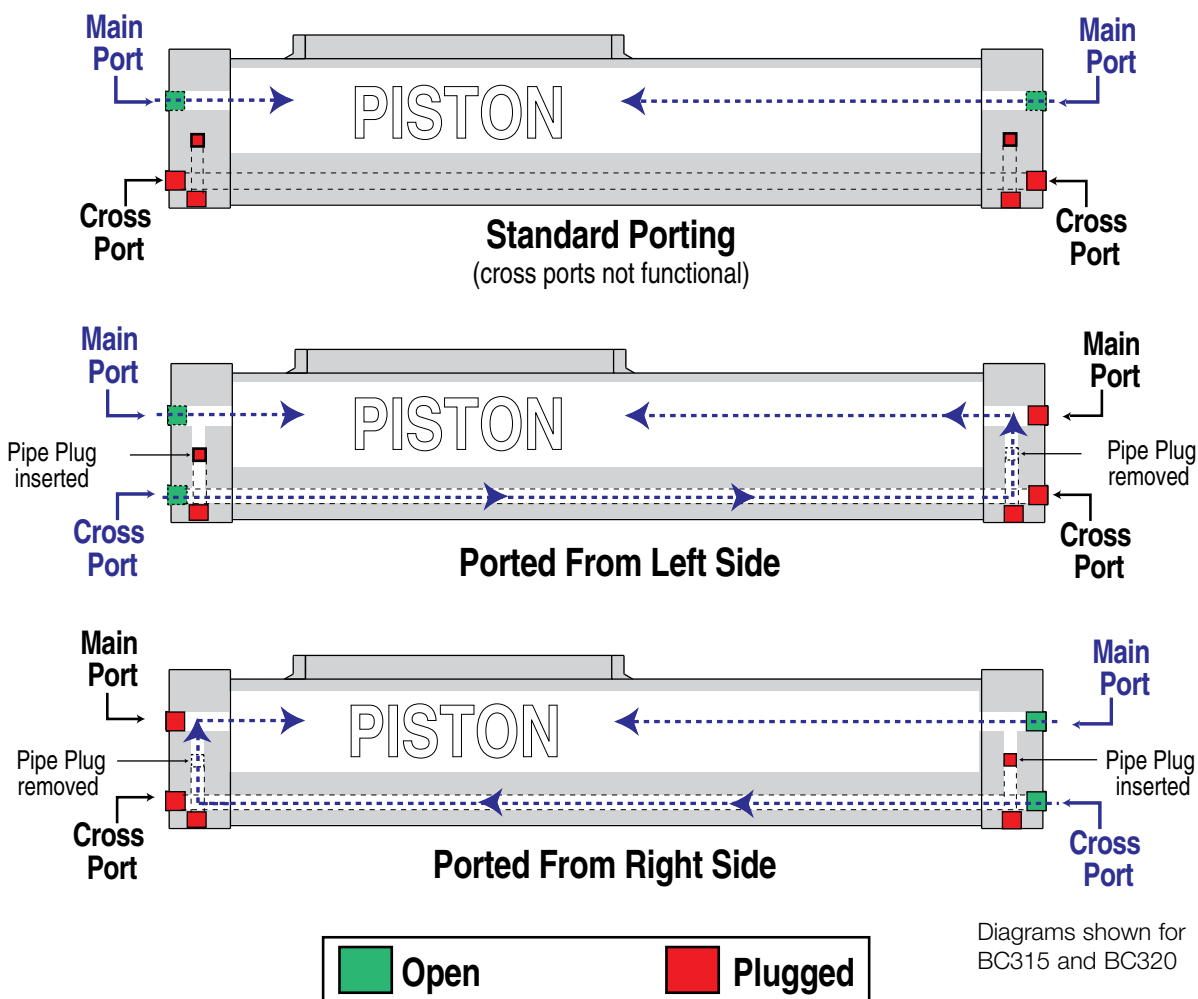 Main
Port
Main
Port
PISTON
Cross
Port
Cross
Port
Standard Porting
(cross ports not functional)
Main
Port
Main
Port
PISTON
Pipe Plug
inserted
Pipe Plug
removed
Cross
Port
Cross
Port
Ported From Left Side
Main
Port
Main
Port
PISTON
Pipe Plug
removed
Pipe Plug
inserted
Cross
Port
Cross
Port
Ported From Right Side
Open
Plugged
Diagrams shown for
BC315 and BC320